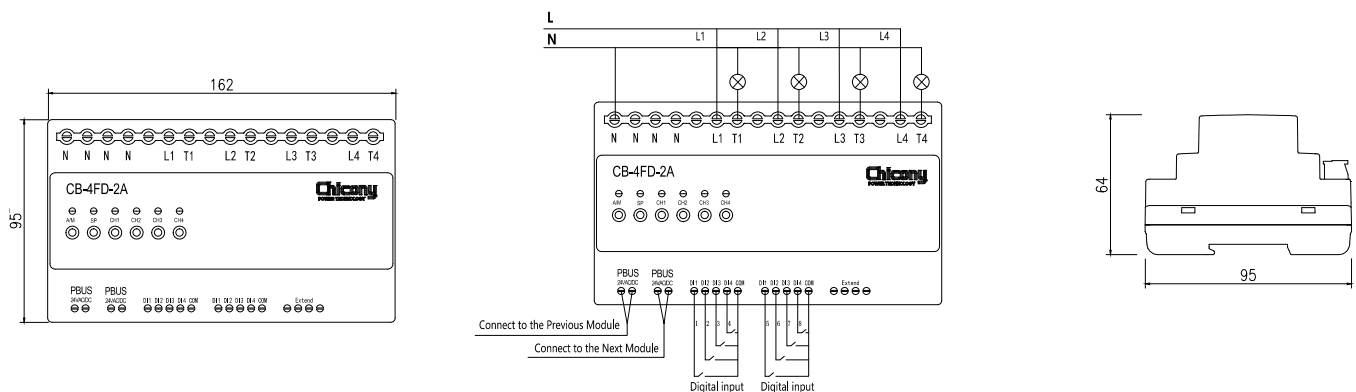 162
N N N N L1 T1 L2 T2 L3 T3 L4 T4
CB-4FD-2A
Chicony
POWER TECHNOLOGY
A/M SP CH1 CH2 CH3 CH4
95
PBUS PBUS
24VAC/DC 24VAC/DC DI1 DI2 DI3 DI4 COM DI1 DI2 DI3 DI4 COM Extend
L
N
L1 L2 L3 L4
N N N N L1 T1 L2 T2 L3 T3 L4 T4
CB-4FD-2A
Chicony
POWER TECHNOLOGY
A/M SP CH1 CH2 CH3 CH4
PBUS PBUS
24VAC/DC 24VAC/DC DI1 DI2 DI3 DI4 COM DI1 DI2 DI3 DI4 COM Extend
1 2 3 4 5 6 7 8
Connect to the Previous Module
Connect to the Next Module
Digital input Digital input
64
95